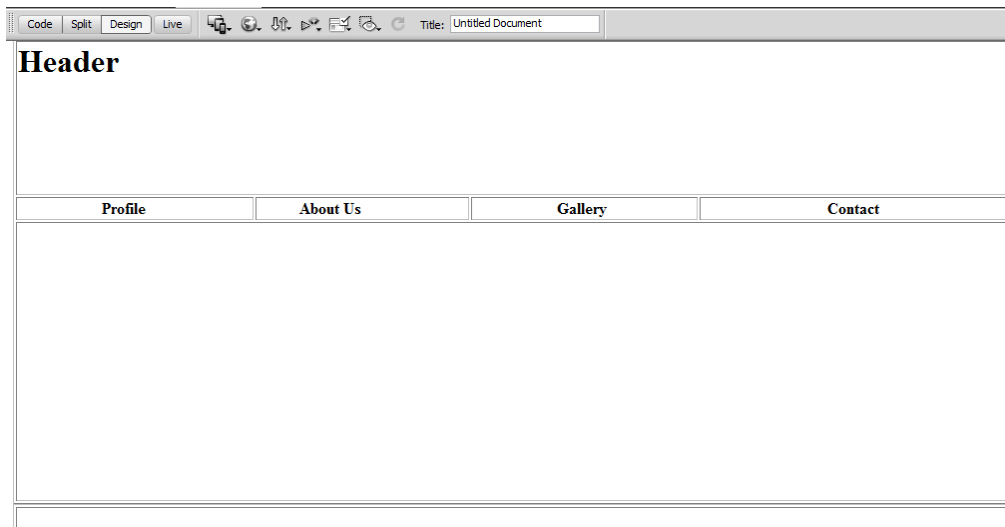 Code Split Design Live Title: Untitled Document
Header
Profile About Us Gallery Contact